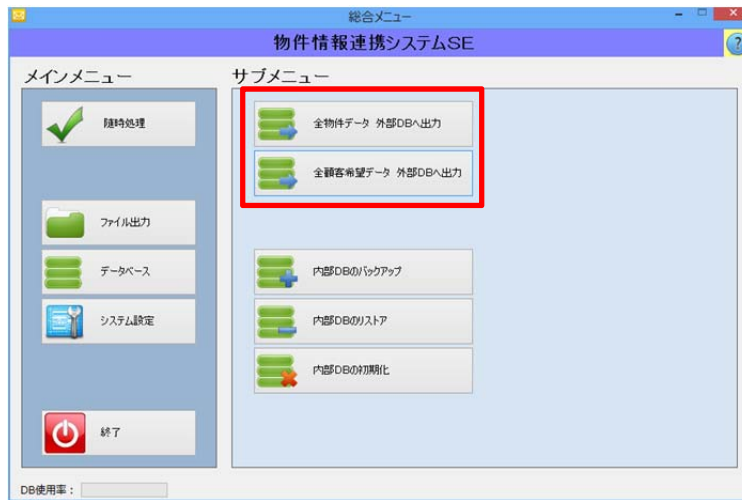 総合メニュー
物件情報連携システムSE
?
メインメニュー
サブメニュー
随時処理
ファイル出力
データベース
システム設定
終了
全物件データ 外部DBへ出力
全顧客希望データ 外部DBへ出力
内部DBのバックアップ
内部DBのリストア
内部DBの初期化
DB使用率: